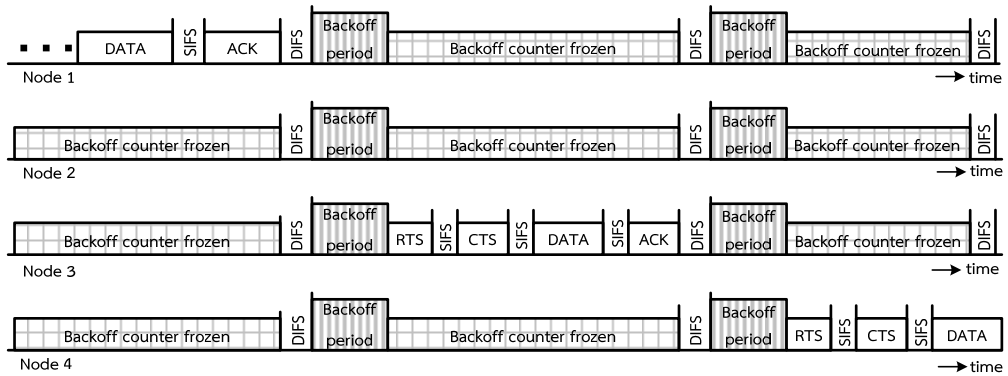 DATA SIFS ACK DIFS Backoff period Backoff counter frozen DIFS Backoff period Backoff counter frozen DIFS
Node 1 time
Backoff counter frozen DIFS Backoff period Backoff counter frozen DIFS Backoff period Backoff counter frozen DIFS
Node 2 time
Backoff counter frozen DIFS Backoff period RTS SIFS CTS SIFS DATA SIFS ACK DIFS Backoff period Backoff counter frozen DIFS
Node 3 time
Backoff counter frozen DIFS Backoff period Backoff counter frozen DIFS Backoff period RTS SIFS CTS SIFS DATA
Node 4 time